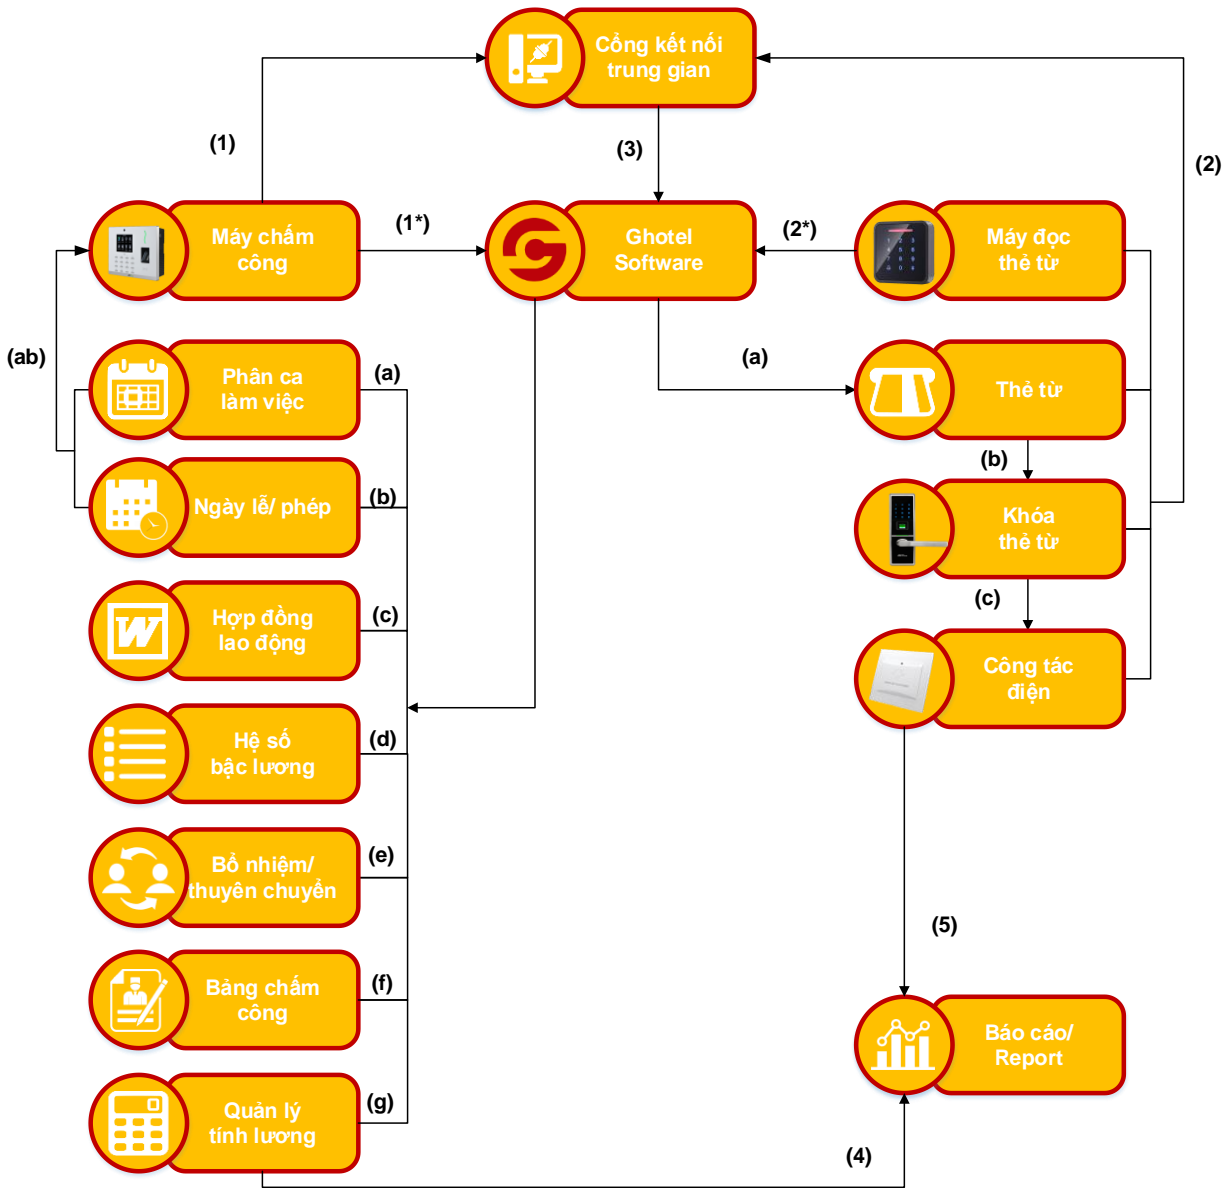 Cổng kết nối
trung gian
(1)
(3)
(2)
Máy chấm
công
(1*)
Ghotel
Software
(2*)
Máy đọc
thẻ từ
(ab)
Phân ca
làm việc
(a)
(a)
Thẻ từ
(b)
Ngày lễ/ phép
(b)
Khóa
thẻ từ
(c)
Hợp đồng
lao động
(c)
Công tác
điện
Hệ số
bậc lương
(d)
Bổ nhiệm/
thuyên chuyển
(e)
(5)
Bảng chấm
công
(f)
Báo cáo/
Report
Quản lý
tính lương
(g)
(4)